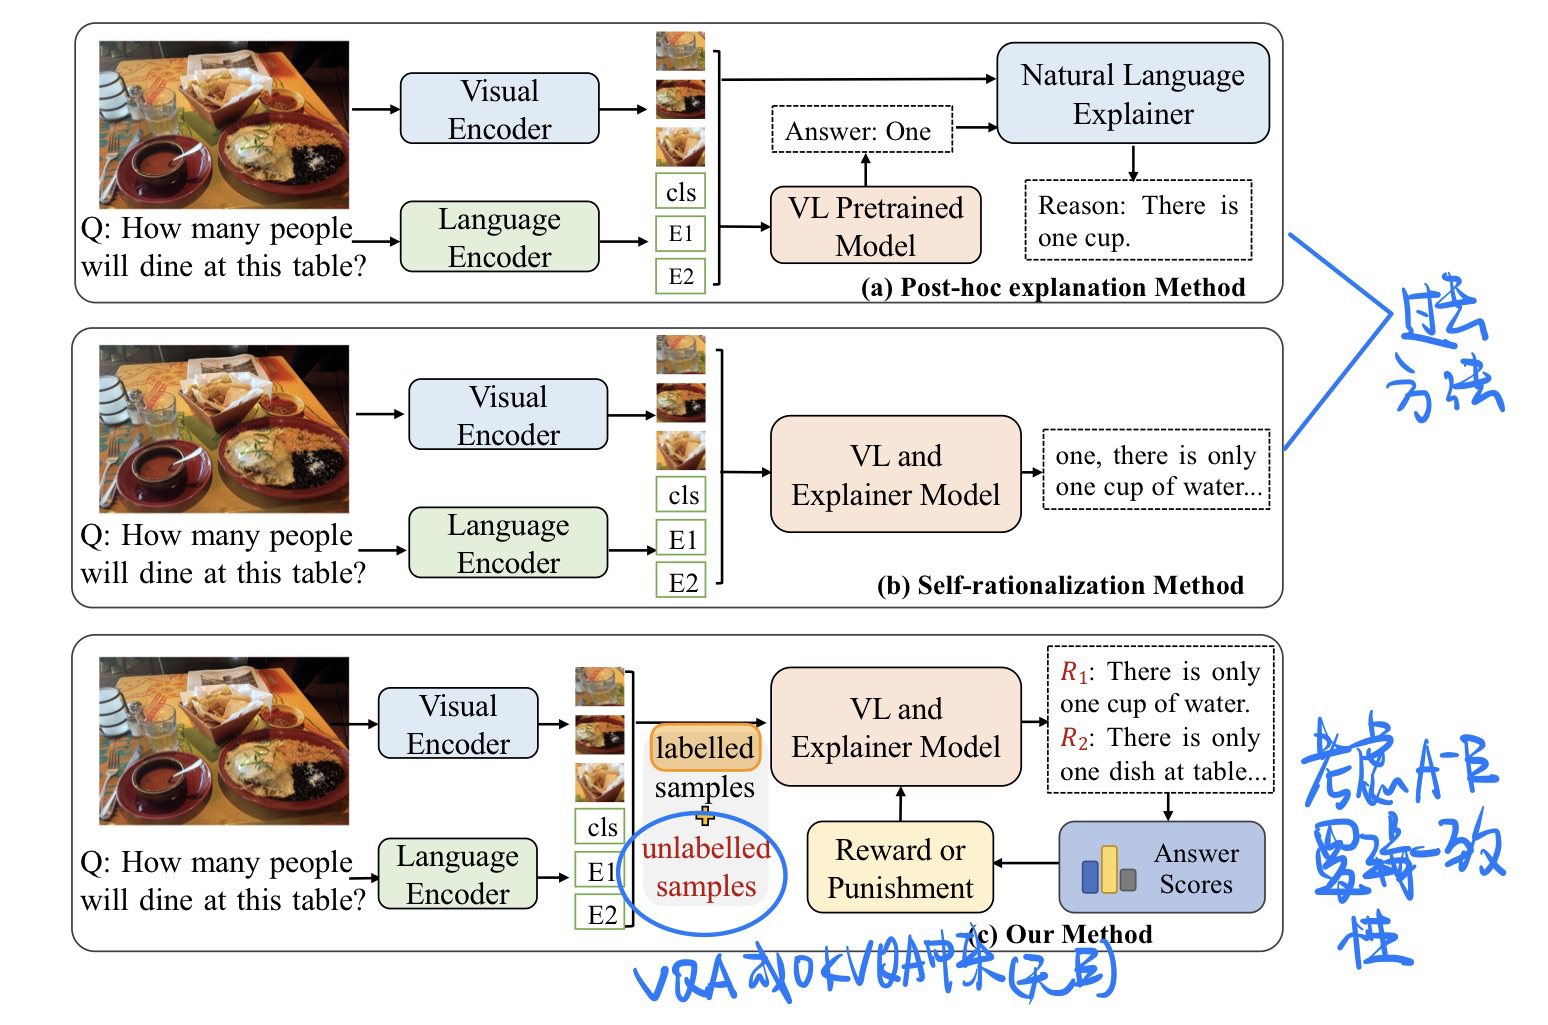 Visual
Encoder
Q: How many people
will dine at this table?
Language
Encoder
cls
E1
E2
Answer: One
VL Pretrained
Model
Natural Language
Explainer
Reason: There is
one cup.
(a) Post-hoc explanation Method
Visual
Encoder
Q: How many people
will dine at this table?
Language
Encoder
cls
E1
E2
VL and
Explainer Model
one, there is only
one cup of water...
(b) Self-rationalization Method
过去
方法
Visual
Encoder
Q: How many people
will dine at this table?
Language
Encoder
cls
E1
E2
labelled
samples
+
unlabelled
samples
VL and
Explainer Model
R1: There is only
one cup of water.
R2: There is only
one dish at table...
Reward or
Punishment
Answer
Scores
(c) Our Method
考虑A-E
逻辑一致
性
VQA或OKVQA中来(无E)